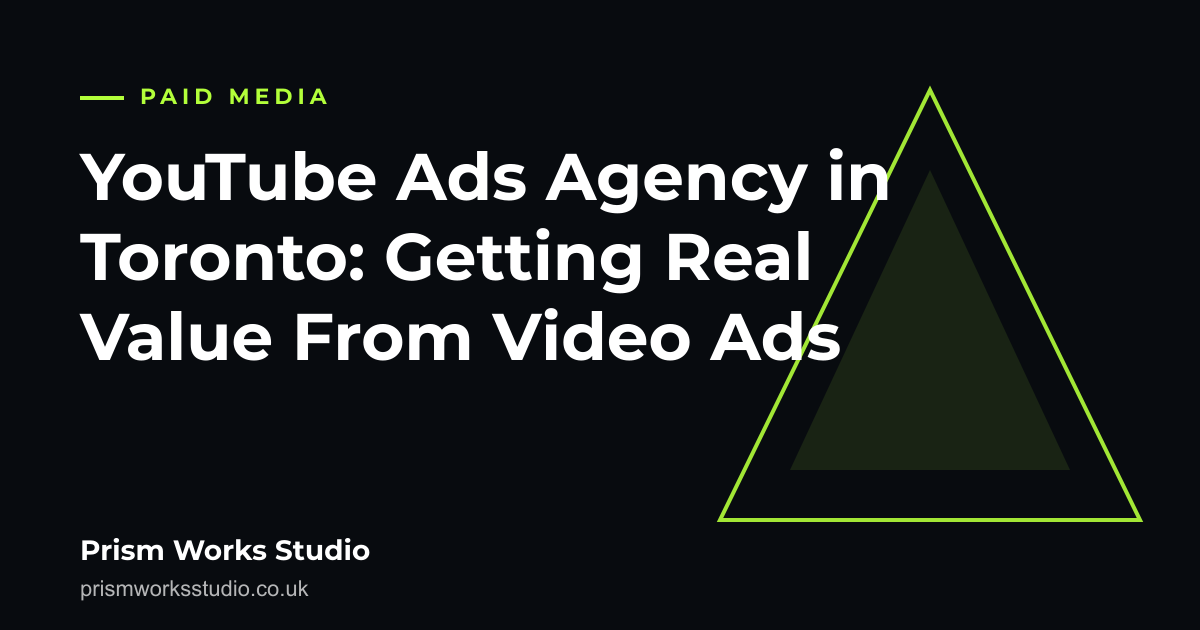 PAID MEDIA
YouTube Ads Agency in
Toronto: Getting Real
Value From Video Ads
Prism Works Studio
prismworksstudio.co.uk